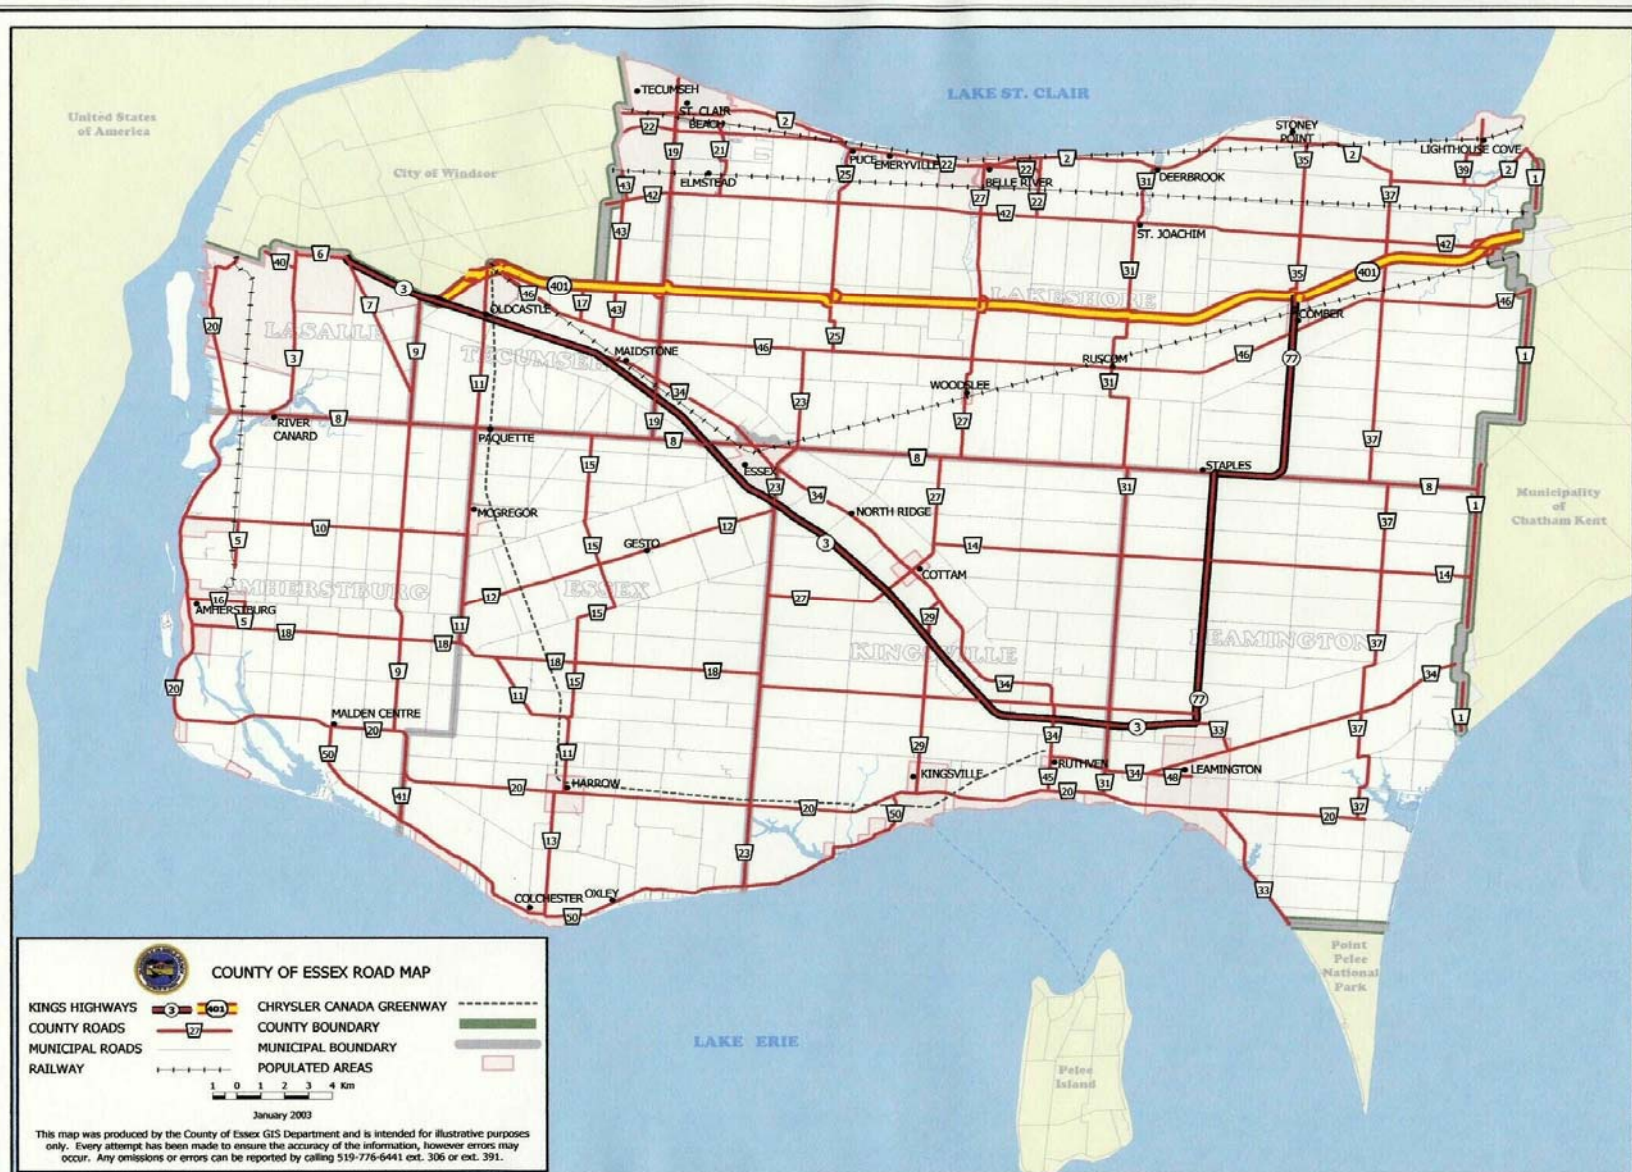 LAKE ST. CLAIR
United States
of America
City of Windsor
TECUMSEH
ST. CLAIR
BEACH
ELMSTEAD
PUCE
EMERYVILLE
BELLE RIVER
DEERBROOK
STONEY
POINT
LIGHTHOUSE COVE
ST. JOACHIM
LASALLE
OLDCASTLE
TECUMSEH
MAIDSTONE
LAKESHORE
COMBER
RUSCOM
WOODSLEE
RIVER
CANARD
PAQUETTE
ESSEX
STAPLES
MCGREGOR
GESTO
NORTH RIDGE
COTTAM
Municipality
of
Chatham Kent
AMHERSTBURG
AMHERSTBURG
ESSEX
KINGSVILLE
LEAMINGTON
MALDEN CENTRE
HARROW
KINGSVILLE
RUTHVEN
LEAMINGTON
COLCHESTER
OXLEY
Point
Pelee
National
Park
Pelee
Island
LAKE ERIE
COUNTY OF ESSEX ROAD MAP
KINGS HIGHWAYS 3 401 CHRYSLER CANADA GREENWAY
COUNTY ROADS 27 COUNTY BOUNDARY
MUNICIPAL ROADS MUNICIPAL BOUNDARY
RAILWAY POPULATED AREAS
1 0 1 2 3 4 Km
January 2003
This map was produced by the County of Essex GIS Department and is intended for illustrative purposes
only. Every attempt has been made to ensure the accuracy of the information, however errors may
occur. Any omissions or errors can be reported by calling 519-776-6441 ext. 306 or ext. 391.